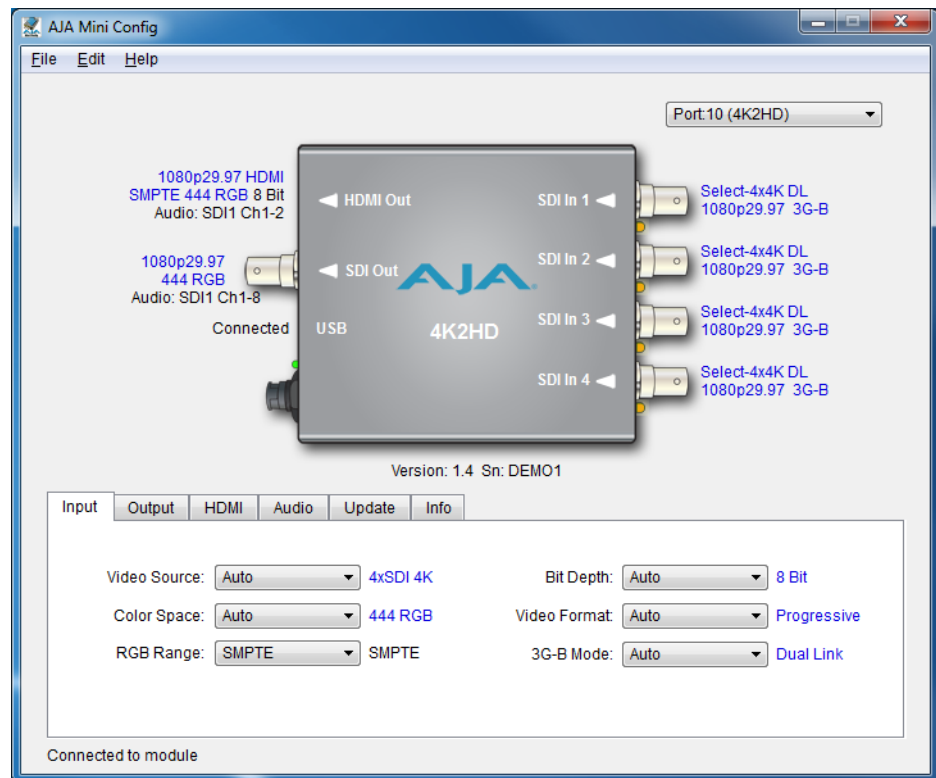 AJA Mini Config
File Edit Help
Port:10 (4K2HD)
1080p29.97 HDMI
SMPTE 444 RGB 8 Bit
Audio: SDI1 Ch1-2
1080p29.97
444 RGB
Audio: SDI1 Ch1-8
Connected
HDMI Out
SDI Out
USB
AJA
4K2HD
SDI In 1
SDI In 2
SDI In 3
SDI In 4
Select-4x4K DL
1080p29.97 3G-B
Select-4x4K DL
1080p29.97 3G-B
Select-4x4K DL
1080p29.97 3G-B
Select-4x4K DL
1080p29.97 3G-B
Version: 1.4 Sn: DEMO1
Input Output HDMI Audio Update Info
Video Source: Auto 4xSDI 4K
Color Space: Auto 444 RGB
RGB Range: SMPTE SMPTE
Bit Depth: Auto 8 Bit
Video Format: Auto Progressive
3G-B Mode: Auto Dual Link
Connected to module